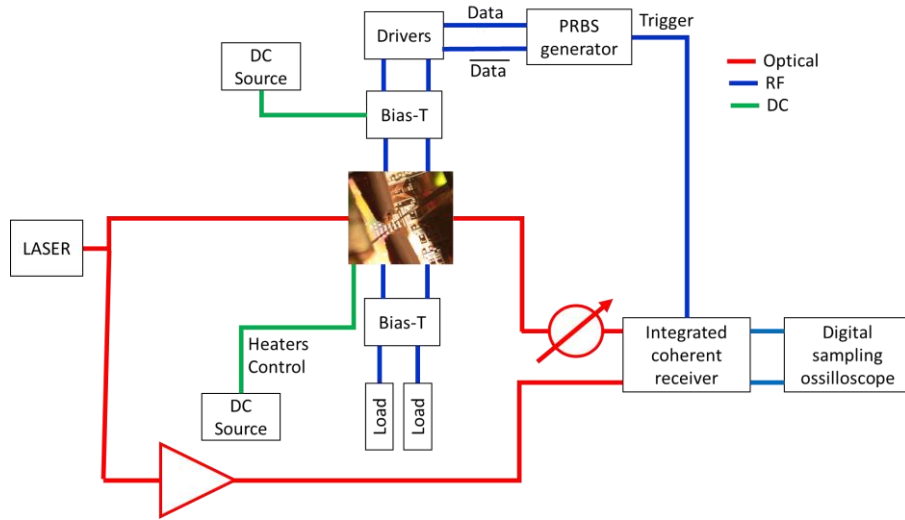 Data
Drivers
PRBS
generator
Trigger
Data
DC
Source
Optical
RF
DC
Bias-T
LASER
Bias-T
Heaters
Control
Integrated
coherent
receiver
Digital
sampling
ossilloscope
DC
Source
Load
Load